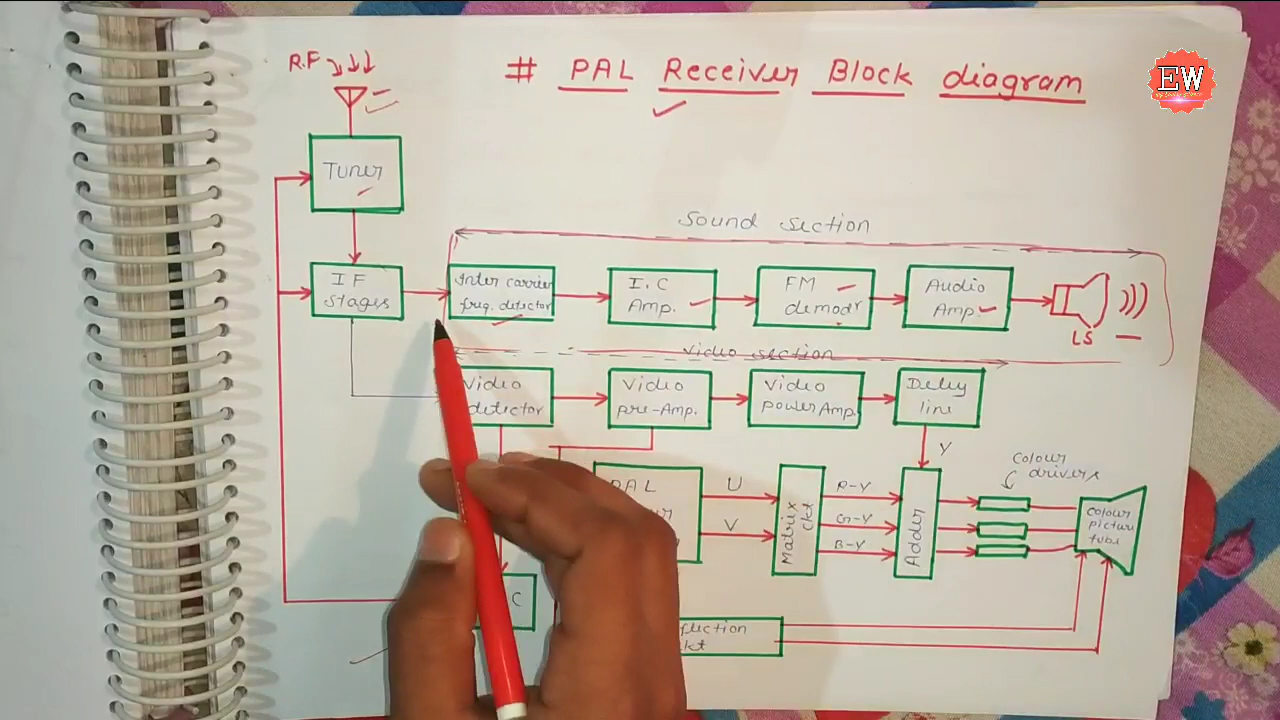 R.F
# PAL Receiver Block diagram
EW
Tuner
Sound section
IF
Stages
Inter carrier
freq. detector
I.C
Amp.
FM
demodr
Audio
Amp.
LS
Video section
Video
detector
Video
pre-Amp.
Video
power Amp.
Delay
line
Y
Colour
drivers
PAL
U
V
Matrix
ckt
R-Y
G-Y
B-Y
Adder
Colour
picture
tube
C
flection
kt